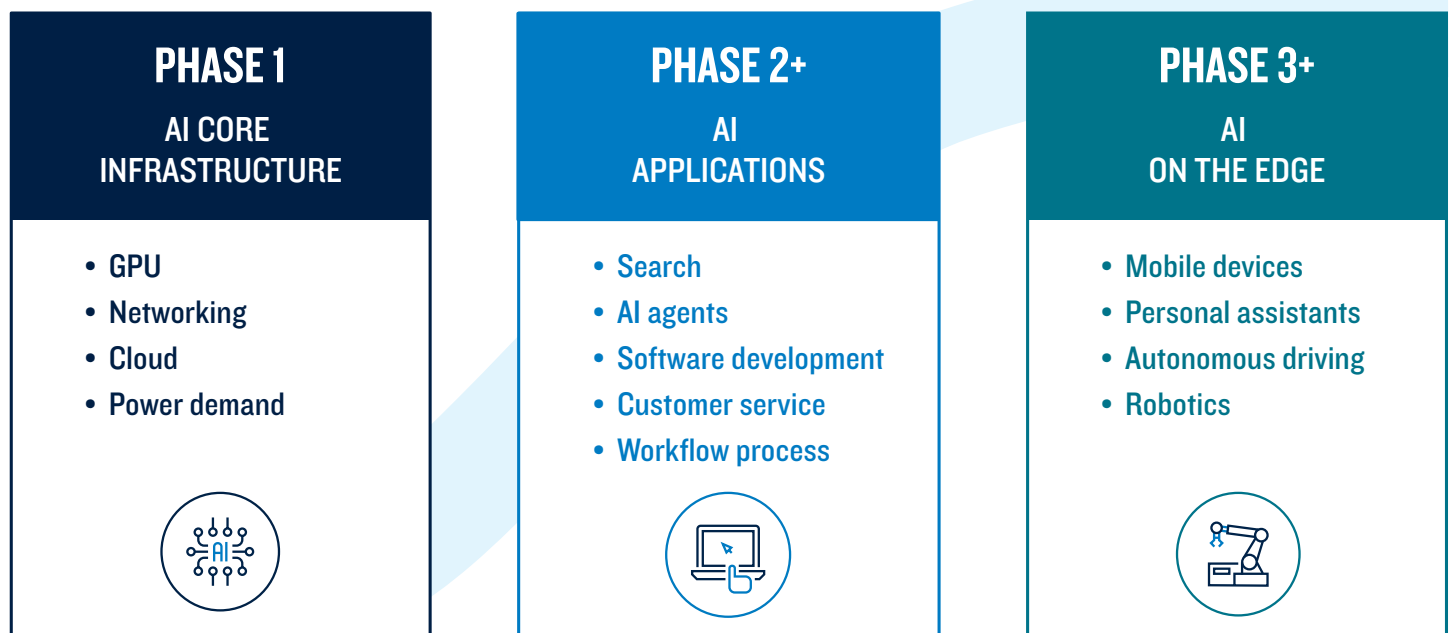 PHASE 1
AI CORE
INFRASTRUCTURE
• GPU
• Networking
• Cloud
• Power demand
AI
PHASE 2+
AI
APPLICATIONS
• Search
• AI agents
• Software development
• Customer service
• Workflow process
PHASE 3+
AI
ON THE EDGE
• Mobile devices
• Personal assistants
• Autonomous driving
• Robotics